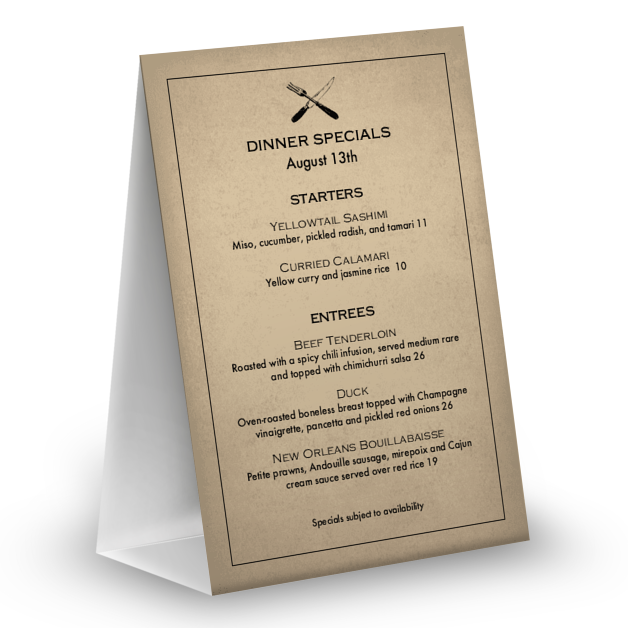 DINNER SPECIALS
August 13th
STARTERS
YELLOWTAIL SASHIMI
Miso, cucumber, pickled radish, and tamari 11
CURRIED CALAMARI
Yellow curry and jasmine rice 10
ENTREES
BEEF TENDERLOIN
Roasted with a spicy chili infusion, served medium rare
and topped with chimichurri salsa 26
DUCK
Oven-roasted boneless breast topped with Champagne
vinaigrette, pancetta and pickled red onions 26
NEW ORLEANS BOUILLABAISSE
Petite prawns, Andouille sausage, mirepoix and Cajun
cream sauce served over red rice 19
Specials subject to availability